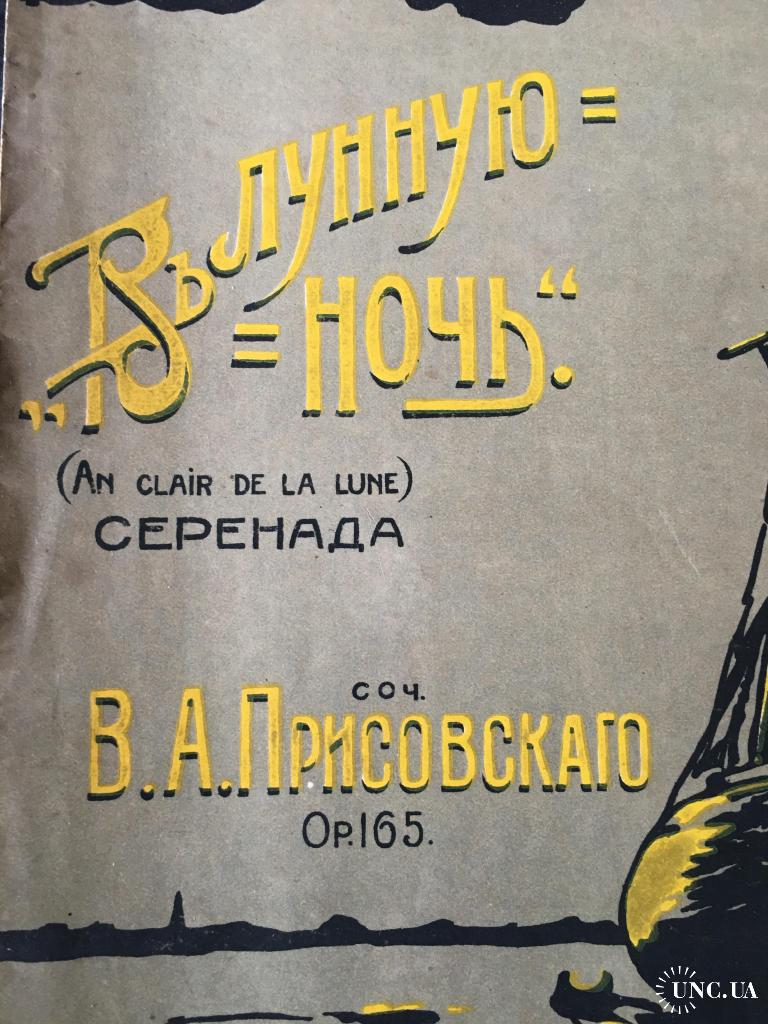 „Въ лунную=
=ночь“.
(An clair de la lune)
СЕРЕНАДА
соч.
В.А.Присовскаго
Op.165.
UNC.UA